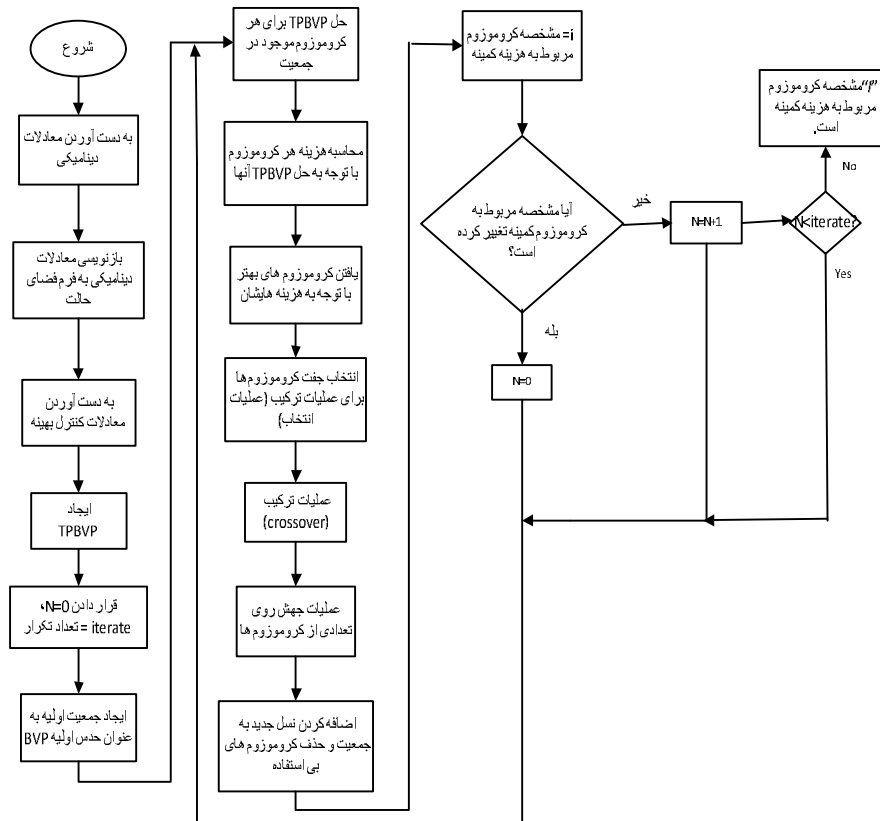 شروع
به دست آوردن معادلات
دینامیکی
بازنویسی معادلات
دینامیکی به فرم فضای
حالت
به دست آوردن
معادلات کنترل بهینه
ایجاد
TPBVP
قرار دادن N=0،
iterate = تعداد تکرار
ایجاد جمعیت اولیه به
عنوان حدس اولیه BVP
حل TPBVP برای هر
کروموزوم موجود در
جمعیت
محاسبه هزینه هر کروموزوم
با توجه به حل TPBVP آنها
یافتن کروموزوم های بهتر
با توجه به هزینه هایشان
انتخاب جفت کروموزوم ها
برای عملیات ترکیب (عملیات
انتخاب)
عملیات ترکیب
(crossover)
عملیات جهش روی
تعدادی از کروموزوم ها
اضافه کردن نسل جدید به
جمعیت و حذف کروموزوم های
بی استفاده
i= مشخصه کروموزوم
مربوط به هزینه کمینه
آیا مشخصه مربوط به
کروموزوم کمینه تغییر کرده
است؟
خیر
بله
N=0
N=N+1
N<iterate?
No
Yes
"i" مشخصه کروموزوم
مربوط به هزینه کمینه
است.